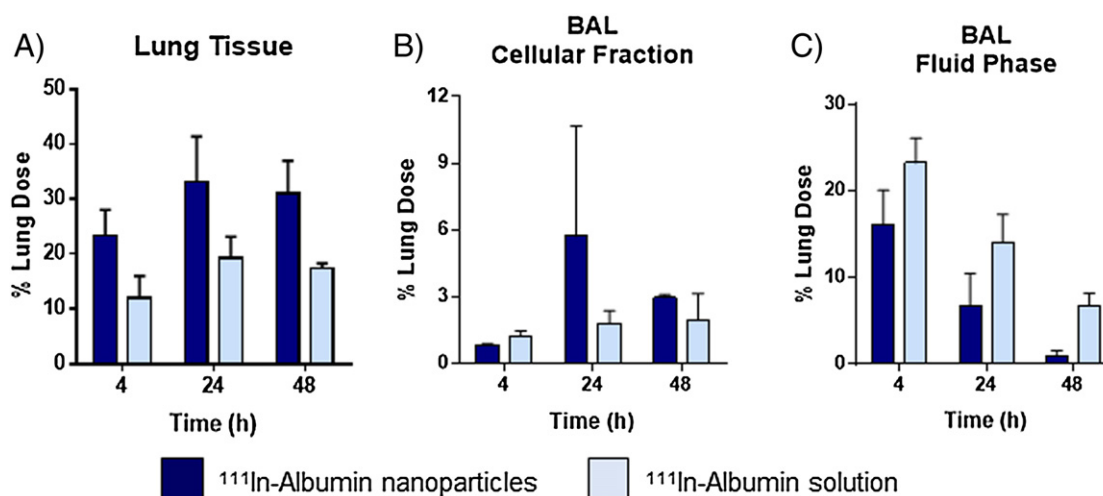 A) Lung Tissue
% Lung Dose
50
40
30
20
10
0
4 24 48
Time (h)
B) BAL
Cellular Fraction
% Lung Dose
12
9
6
3
0
4 24 48
Time (h)
C) BAL
Fluid Phase
% Lung Dose
30
20
10
0
4 24 48
Time (h)
¹¹¹In-Albumin nanoparticles
¹¹¹In-Albumin solution